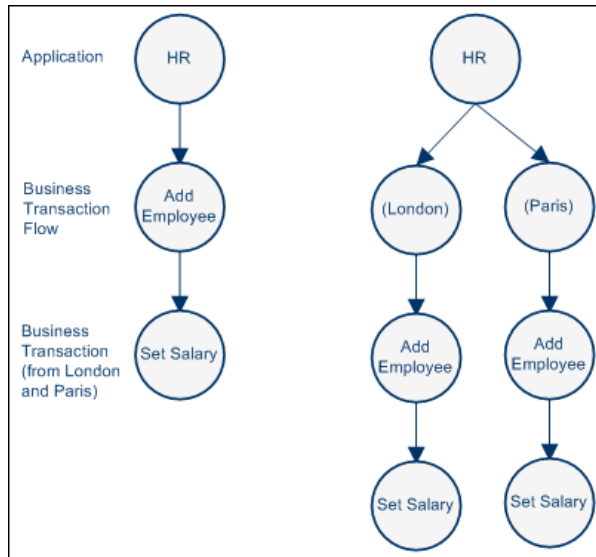 Application
HR
HR
Business
Transaction
Flow
Add
Employee
(London)
(Paris)
Business
Transaction
(from London
and Paris)
Set Salary
Add
Employee
Add
Employee
Set Salary
Set Salary